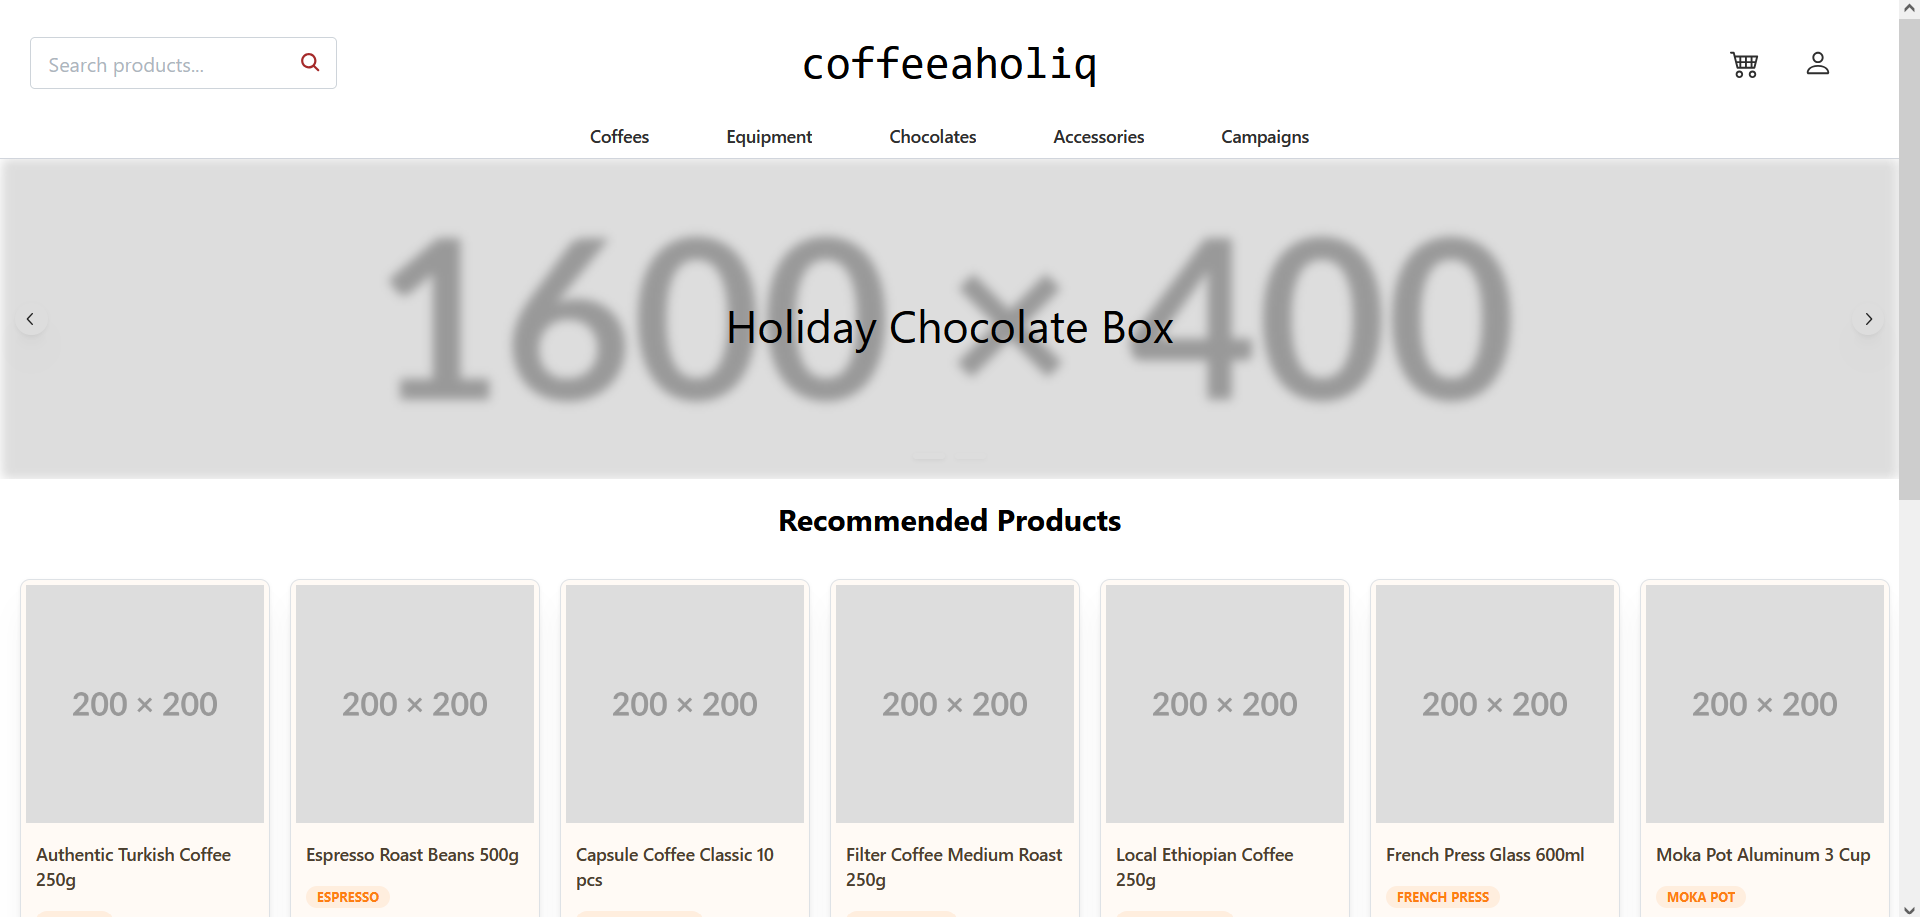 Search products...
coffeeaholiq
Coffees Equipment Chocolates Accessories Campaigns
1600 × 400
Holiday Chocolate Box
Recommended Products
200 × 200
200 × 200
200 × 200
200 × 200
200 × 200
200 × 200
200 × 200
Authentic Turkish Coffee
250g
Espresso Roast Beans 500g
ESPRESSO
Capsule Coffee Classic 10
pcs
Filter Coffee Medium Roast
250g
Local Ethiopian Coffee
250g
French Press Glass 600ml
FRENCH PRESS
Moka Pot Aluminum 3 Cup
MOKA POT